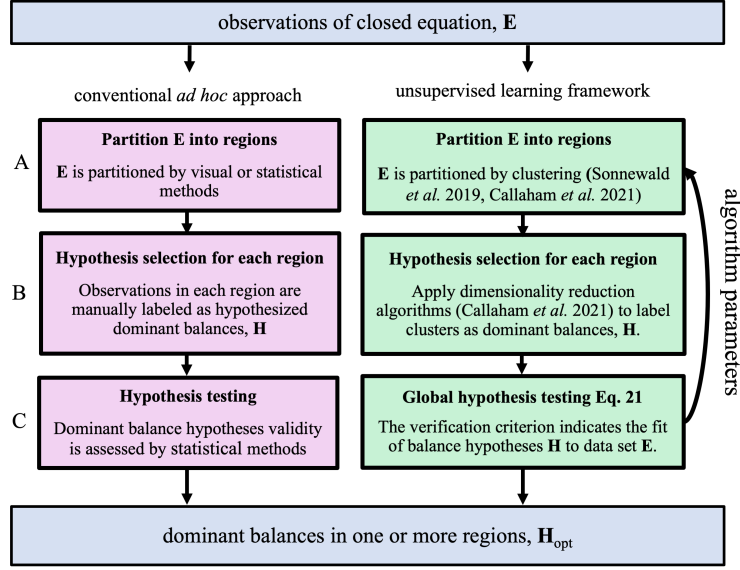 observations of closed equation, E
conventional ad hoc approach
unsupervised learning framework
A
Partition E into regions
E is partitioned by visual or statistical
methods
Partition E into regions
E is partitioned by clustering (Sonnewald
et al. 2019, Callaham et al. 2021)
B
Hypothesis selection for each region
Observations in each region are
manually labeled as hypothesized
dominant balances, H
Hypothesis selection for each region
Apply dimensionality reduction
algorithms (Callaham et al. 2021) to label
clusters as dominant balances, H.
C
Hypothesis testing
Dominant balance hypotheses validity
is assessed by statistical methods
Global hypothesis testing Eq. 21
The verification criterion indicates the fit
of balance hypotheses H to data set E.
algorithm parameters
dominant balances in one or more regions, Hopt